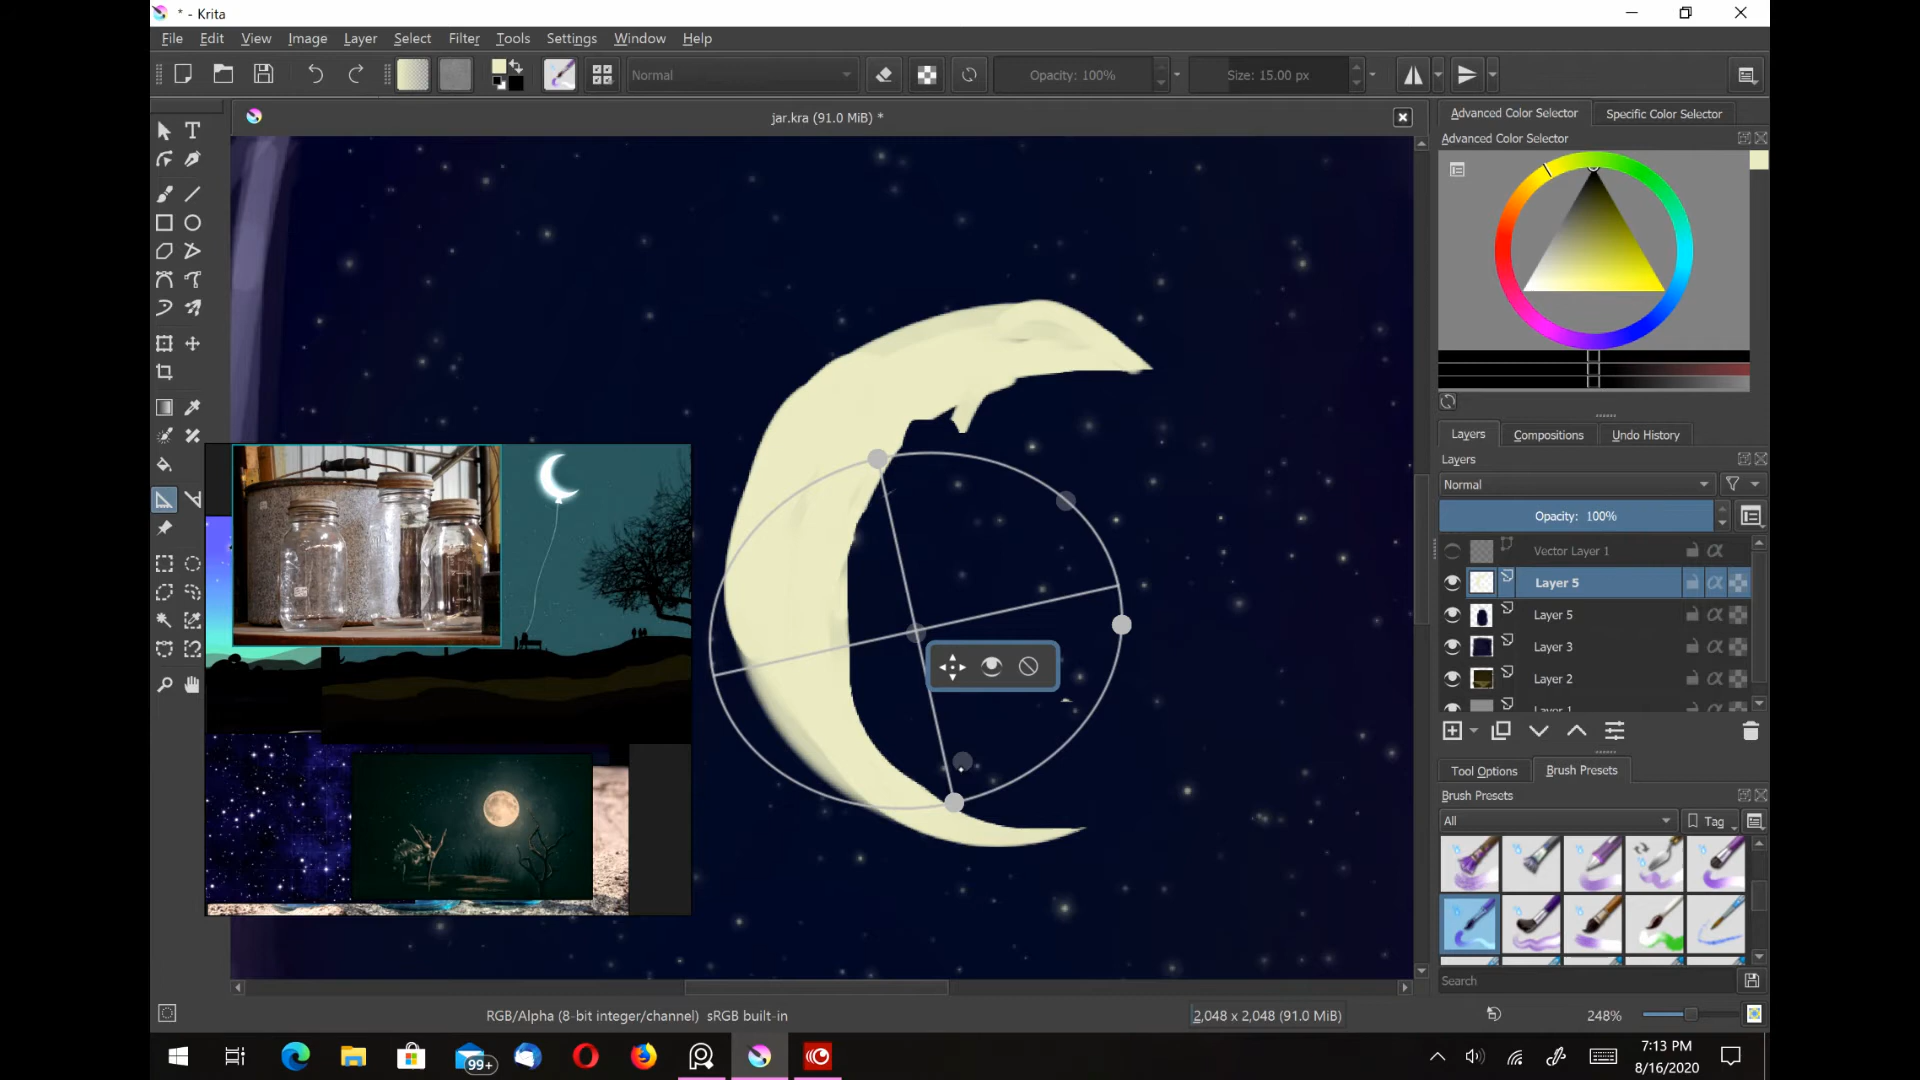 * - Krita
File Edit View Image Layer Select Filter Tools Settings Window Help
Normal Opacity: 100% Size: 15.00 px
jar.kra (91.0 MiB) *
Advanced Color Selector Specific Color Selector
Advanced Color Selector
Layers Compositions Undo History
Layers
Normal
Opacity: 100%
Vector Layer 1
Layer 5
Layer 5
Layer 3
Layer 2
Layer 1
Tool Options Brush Presets
Brush Presets
All Tag
Search
RGB/Alpha (8-bit integer/channel) sRGB built-in 2,048 x 2,048 (91.0 MiB) 248%
99+
7:13 PM
8/16/2020